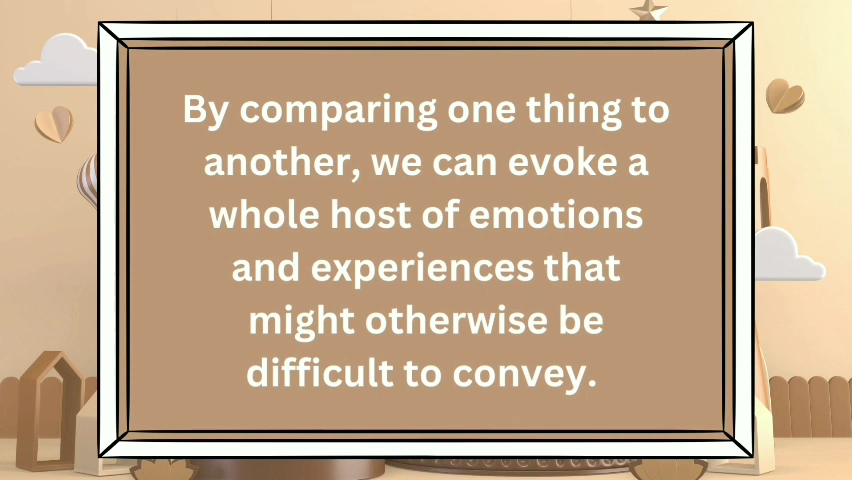 By comparing one thing to
another, we can evoke a
whole host of emotions
and experiences that
might otherwise be
difficult to convey.